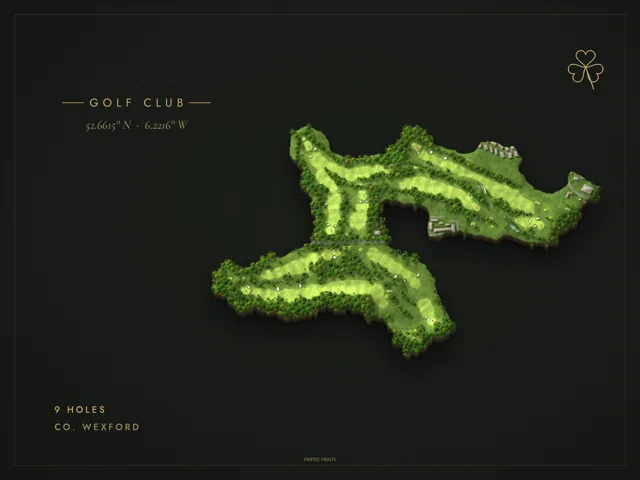 GOLF CLUB
52.6615° N · 6.2216° W
9 HOLES
CO. WEXFORD
PARTEE PRINTS